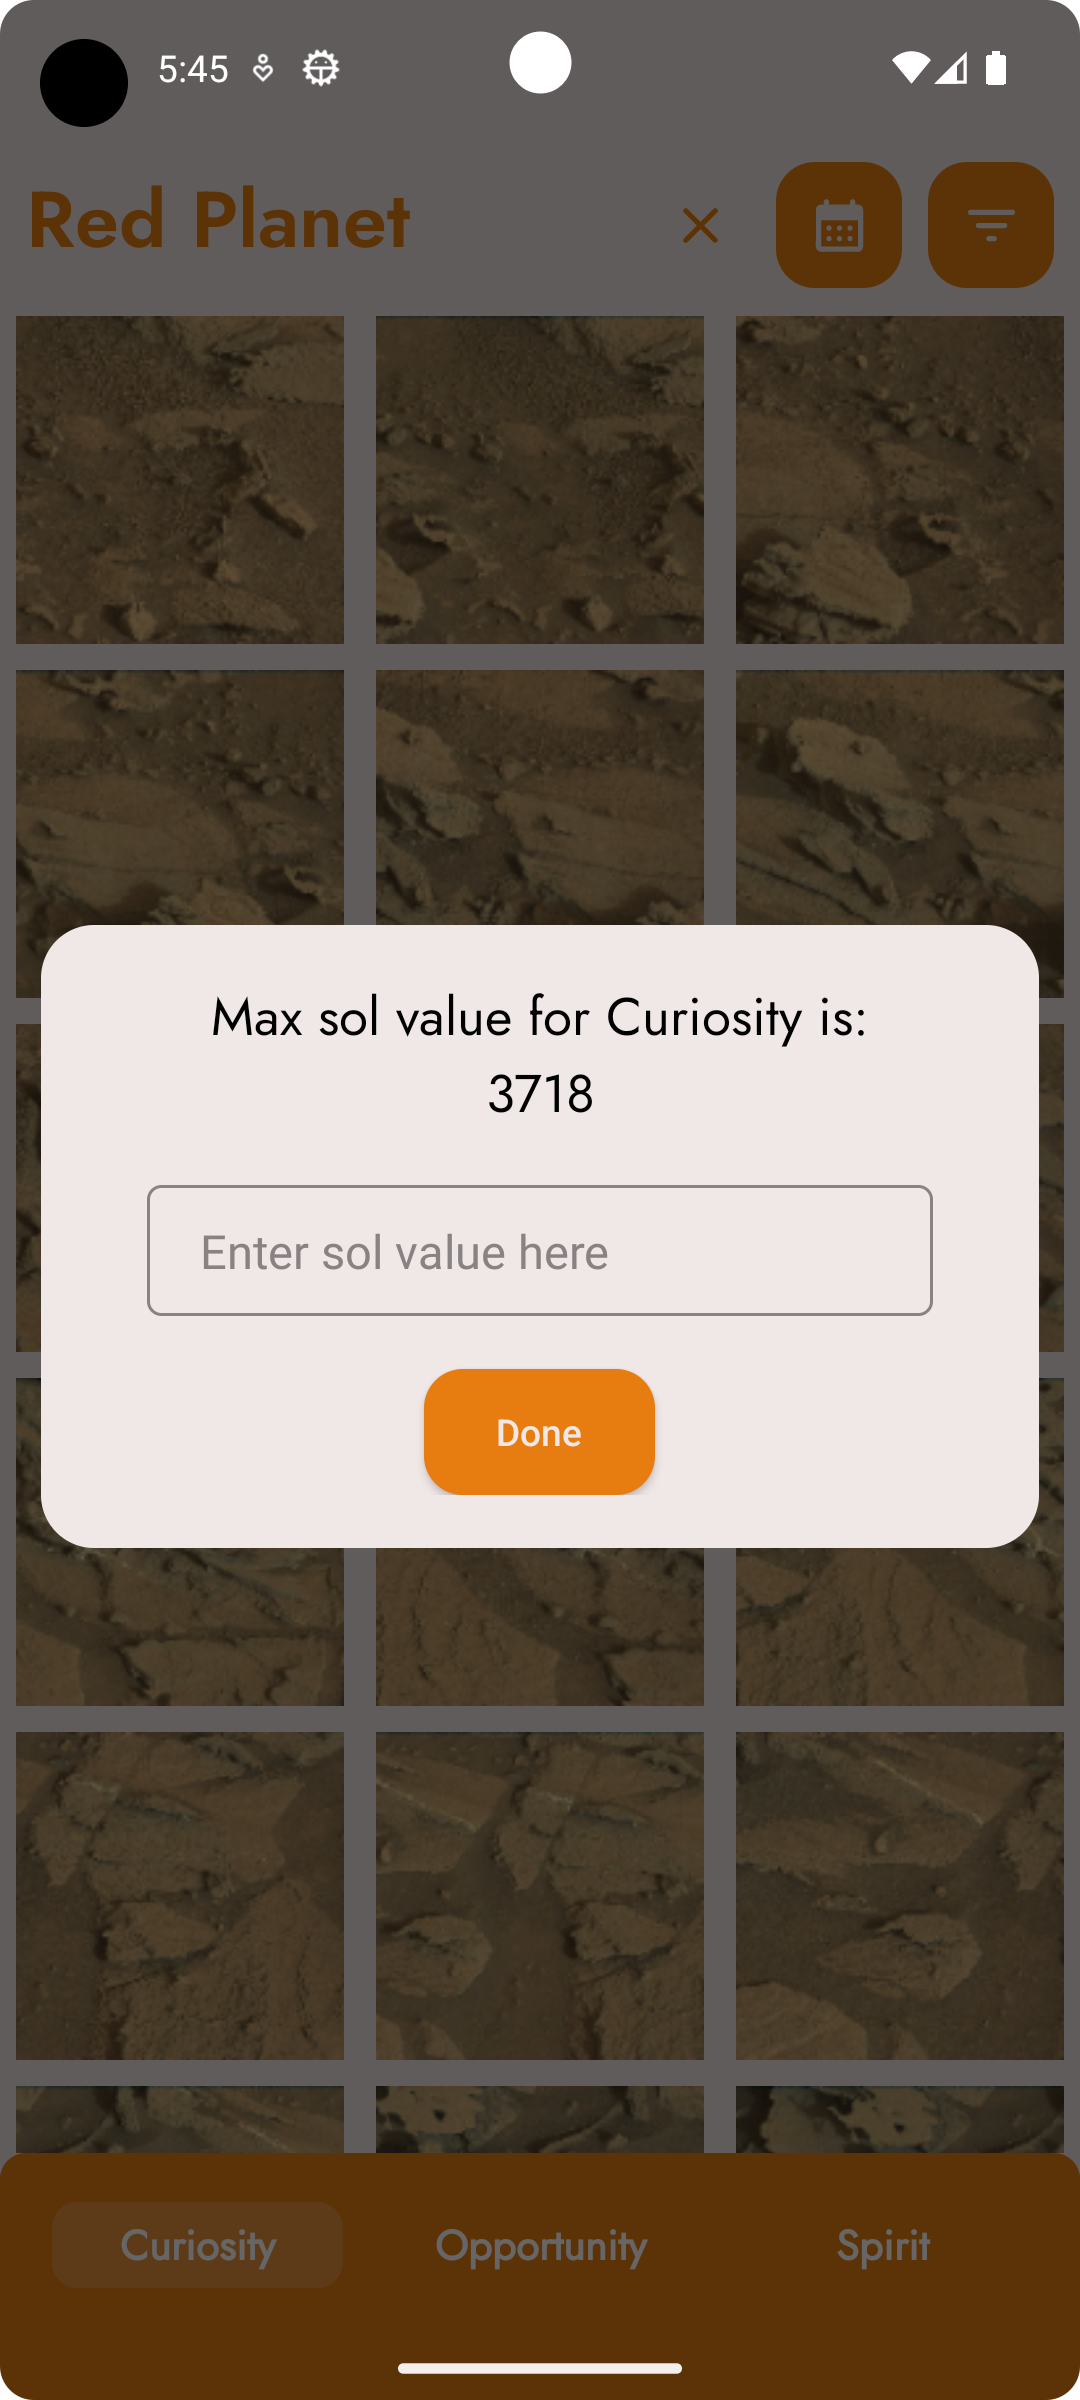 5:45
Red Planet
Max sol value for Curiosity is:
3718
Enter sol value here
Done
Curiosity
Opportunity
Spirit